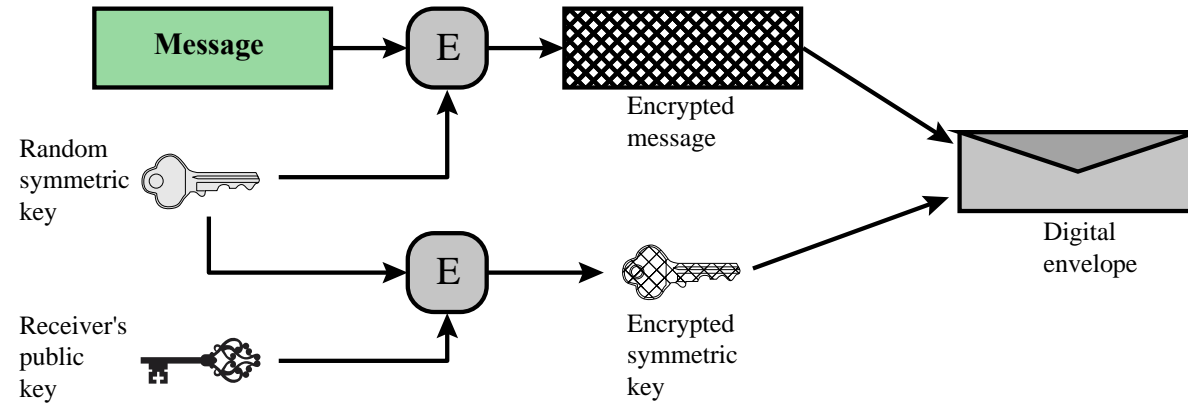 Message
E
Encrypted
message
Random
symmetric
key
Digital
envelope
E
Receiver's
public
key
Encrypted
symmetric
key